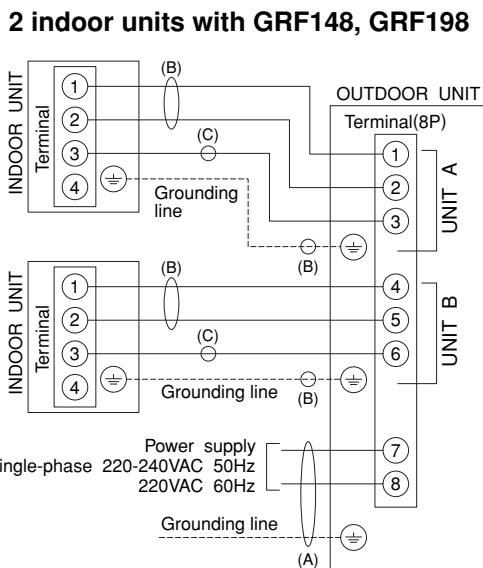 2 indoor units with GRF148, GRF198
INDOOR UNIT
Terminal
1
2
3
4
(B)
(C)
Grounding
line
(B)
OUTDOOR UNIT
Terminal(8P)
1
2
3
UNIT A
INDOOR UNIT
Terminal
1
2
3
4
(B)
(C)
Grounding line
(B)
4
5
6
UNIT B
Power supply
ingle-phase 220-240VAC 50Hz
220VAC 60Hz
7
8
Grounding line
(A)